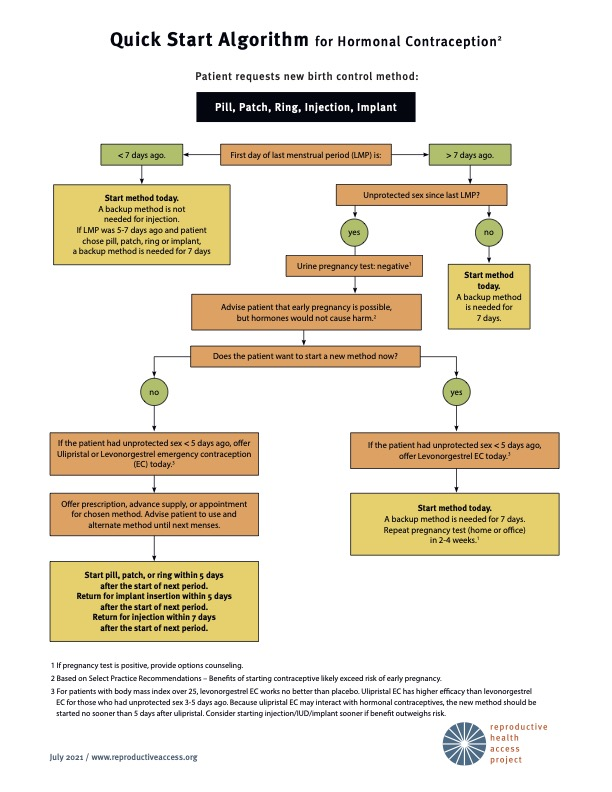 Quick Start Algorithm for Hormonal Contraception²
Patient requests new birth control method:
Pill, Patch, Ring, Injection, Implant
< 7 days ago.
First day of last menstrual period (LMP) is:
> 7 days ago.
Start method today.
A backup method is not
needed for injection.
If LMP was 5-7 days ago and patient
chose pill, patch, ring or implant,
a backup method is needed for 7 days
Unprotected sex since last LMP?
yes
no
Urine pregnancy test: negative¹
Start method
today.
A backup method
is needed for
7 days.
Advise patient that early pregnancy is possible,
but hormones would not cause harm.²
Does the patient want to start a new method now?
no
yes
If the patient had unprotected sex < 5 days ago, offer
Ulipristal or Levonorgestrel emergency contraception
(EC) today.³
If the patient had unprotected sex < 5 days ago,
offer Levonorgestrel EC today.³
Offer prescription, advance supply, or appointment
for chosen method. Advise patient to use and
alternate method until next menses.
Start method today.
A backup method is needed for 7 days.
Repeat pregnancy test (home or office)
in 2-4 weeks.¹
Start pill, patch, or ring within 5 days
after the start of next period.
Return for implant insertion within 5 days
after the start of next period.
Return for injection within 7 days
after the start of next period.
1 If pregnancy test is positive, provide options counseling.
2 Based on Select Practice Recommendations – Benefits of starting contraceptive likely exceed risk of early pregnancy.
3 For patients with body mass index over 25, levonorgestrel EC works no better than placebo. Ulipristal EC has higher efficacy than levonorgestrel
EC for those who had unprotected sex 3-5 days ago. Because ulipristal EC may interact with hormonal contraceptives, the new method should be
started no sooner than 5 days after ulipristal. Consider starting injection/IUD/implant sooner if benefit outweighs risk.
reproductive
health
access
project
July 2021 / www.reproductiveaccess.org